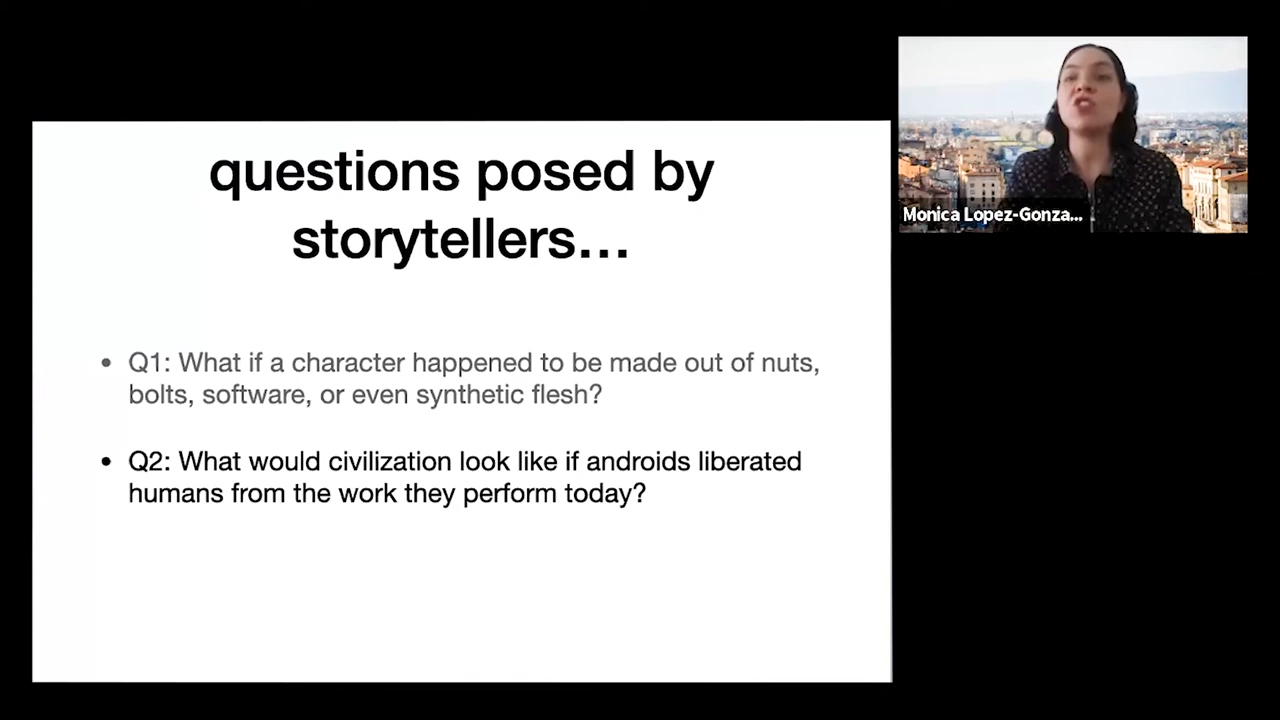 questions posed by
storytellers…
• Q1: What if a character happened to be made out of nuts,
bolts, software, or even synthetic flesh?
• Q2: What would civilization look like if androids liberated
humans from the work they perform today?
Monica Lopez-Gonza...